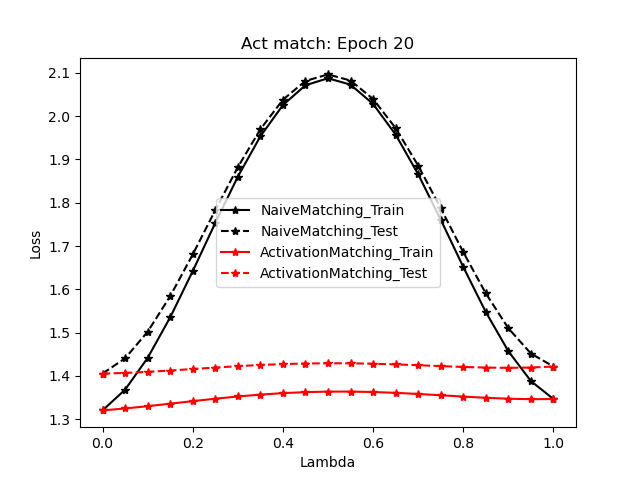 Act match: Epoch 20
2.1
2.0
1.9
1.8
1.7
1.6
1.5
1.4
1.3
Loss
NaiveMatching_Train
NaiveMatching_Test
ActivationMatching_Train
ActivationMatching_Test
0.0 0.2 0.4 0.6 0.8 1.0
Lambda